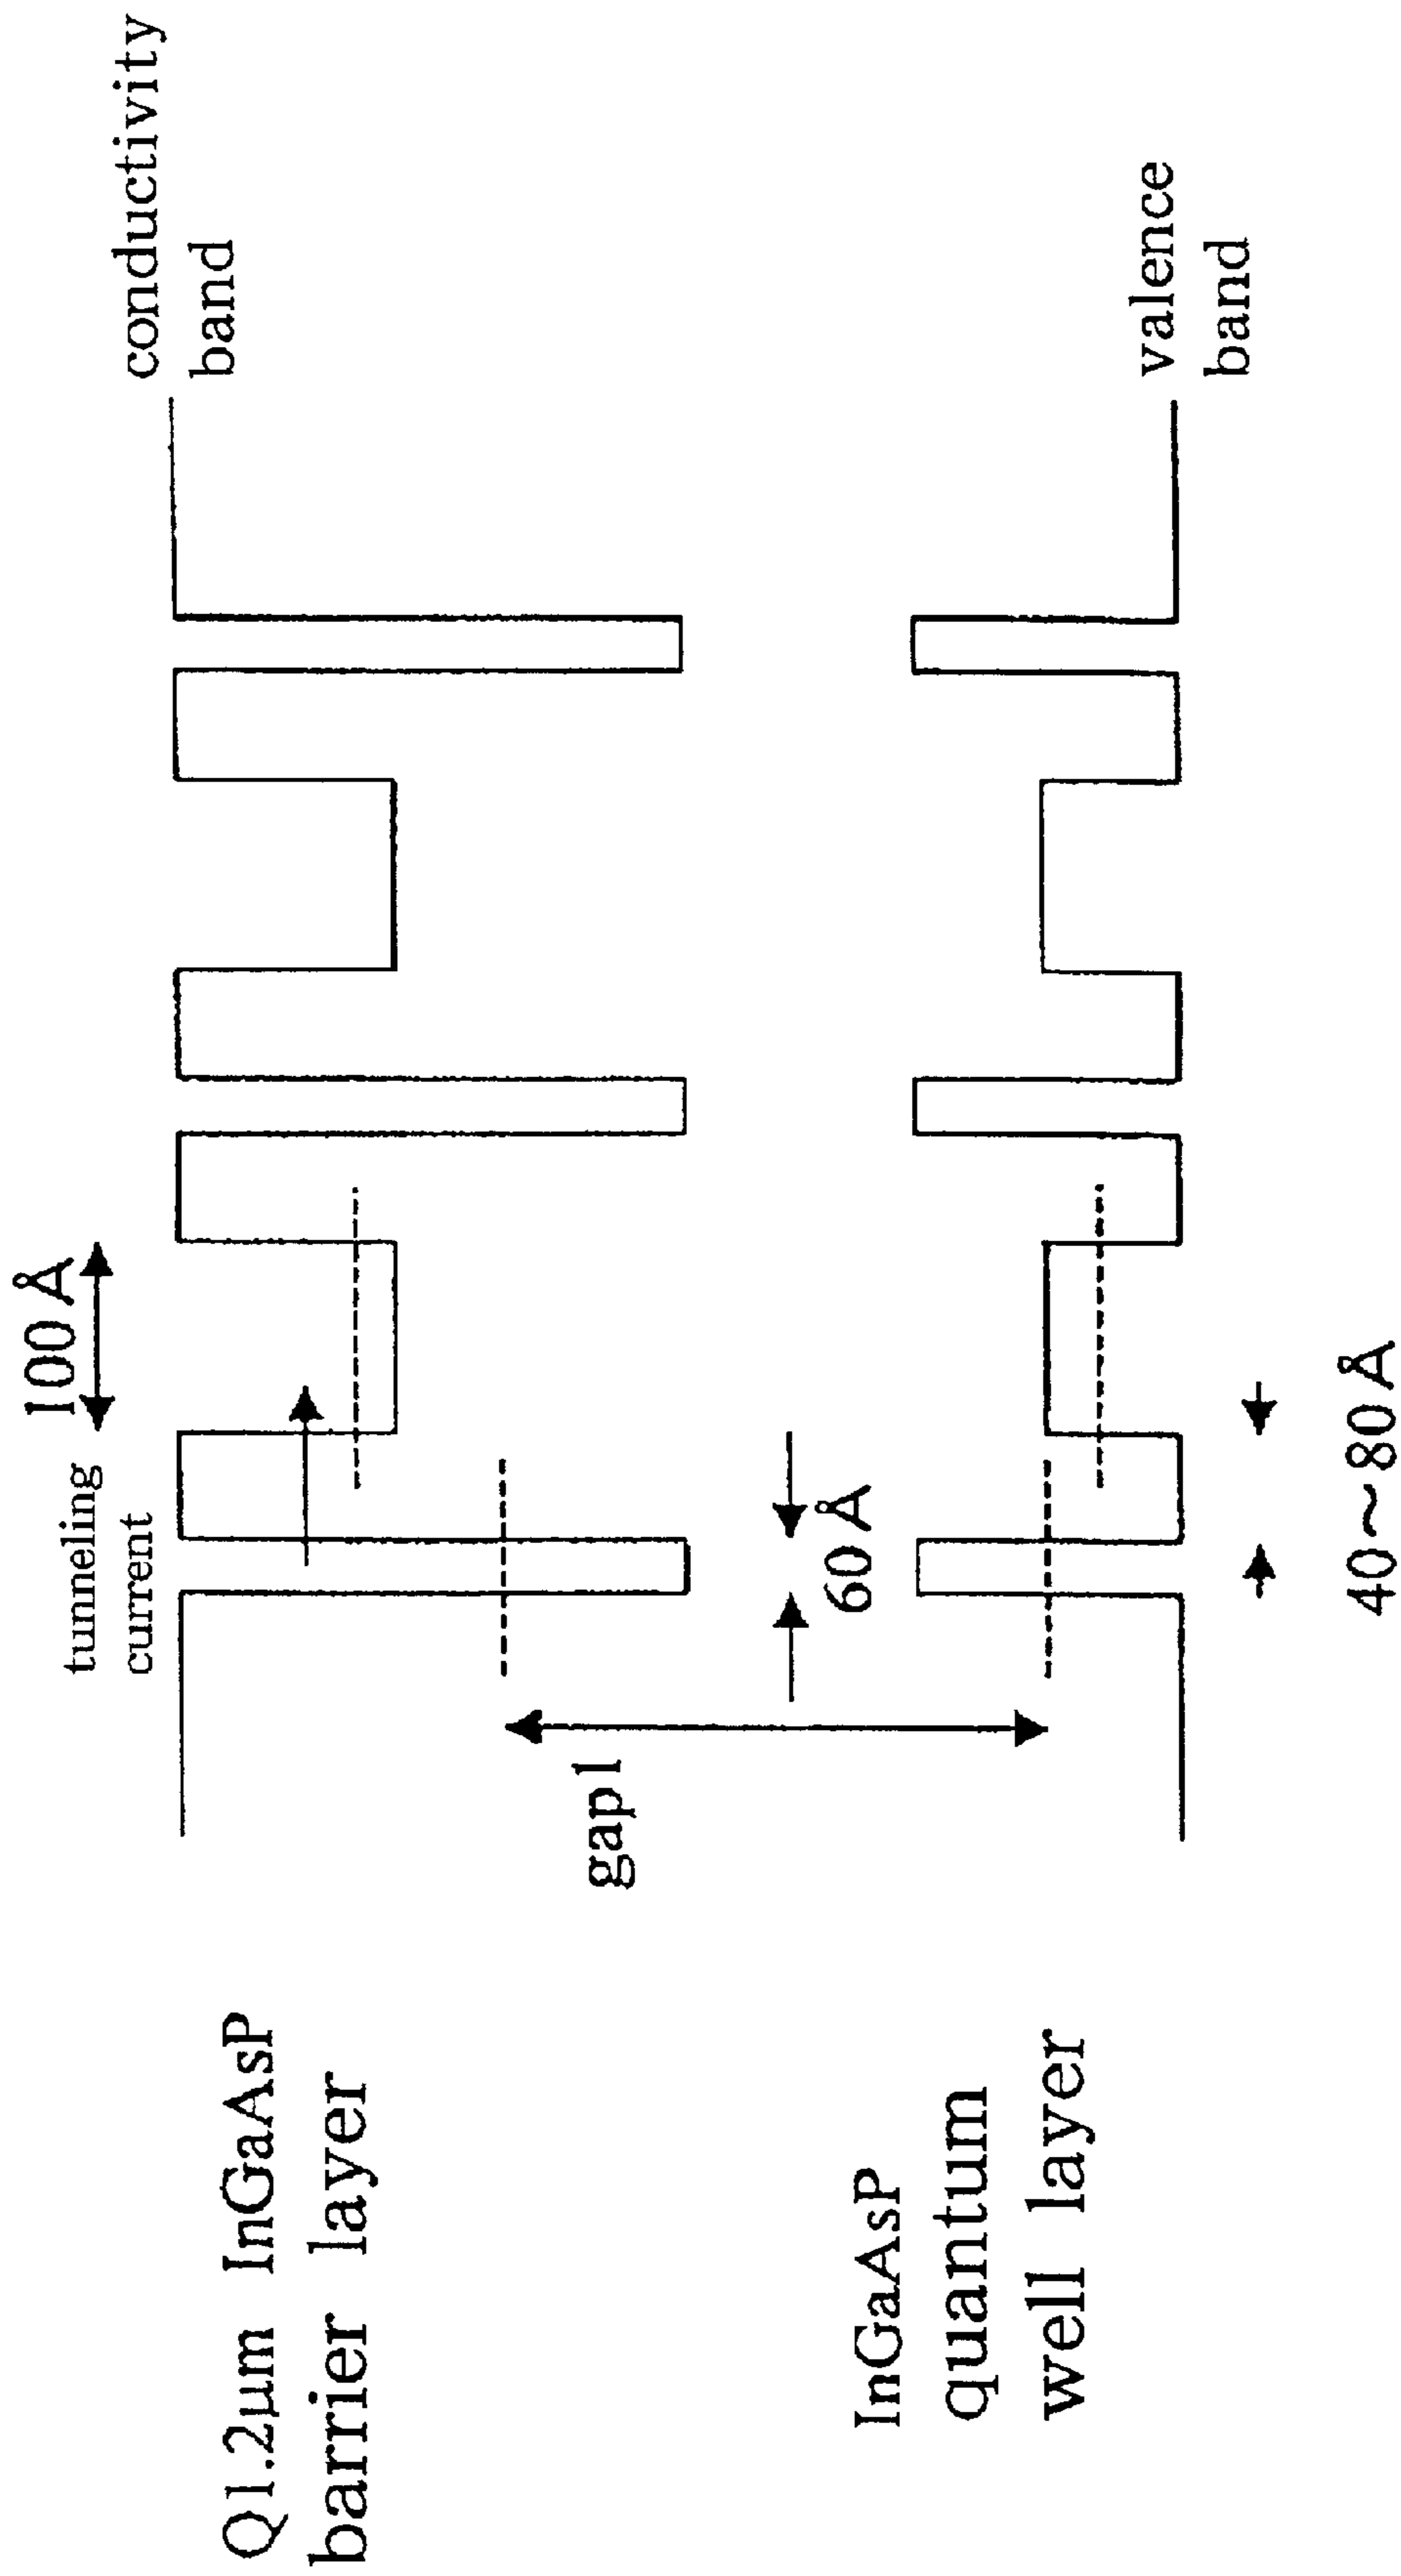 conductivity
band
100 Å
tunneling
current
60 Å
gap1
valence
band
40～80 Å
Q1.2μm InGaAsP
barrier layer
InGaAsP
quantum
well layer